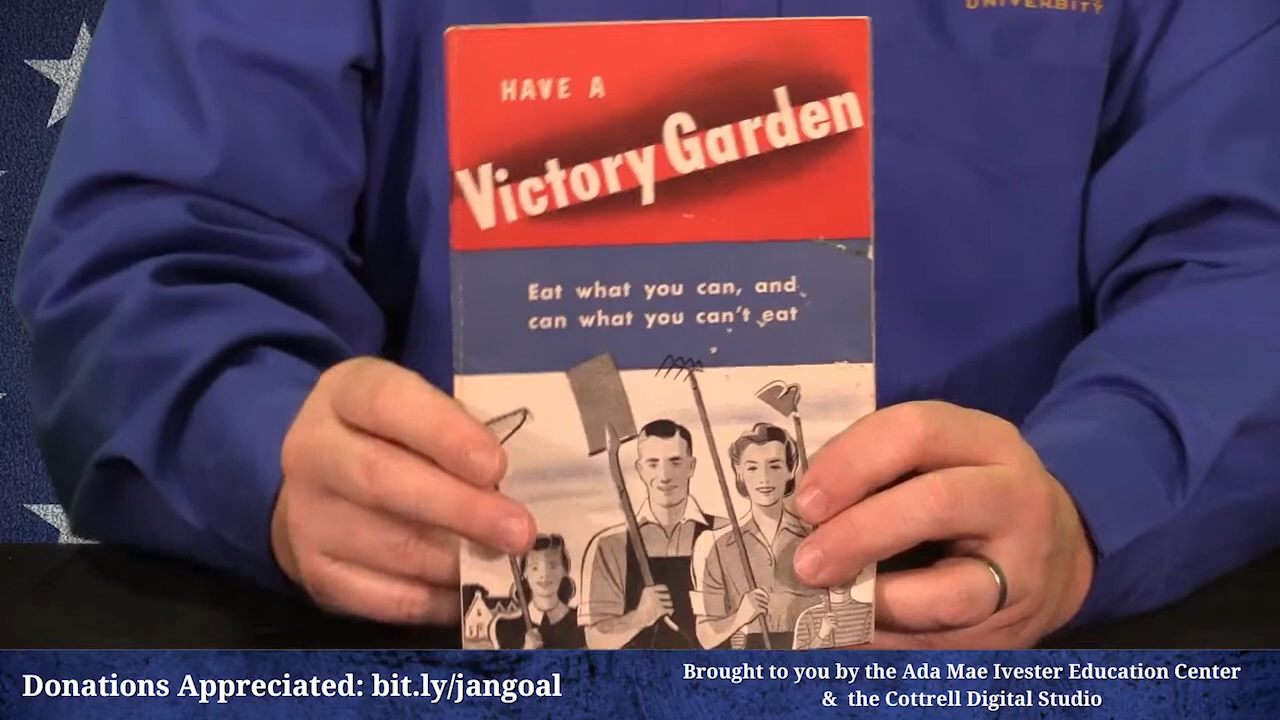 UNIVERSITY
HAVE A
Victory Garden
Eat what you can, and
can what you can't eat
Donations Appreciated: bit.ly/jangoal
Brought to you by the Ada Mae Ivester Education Center
& the Cottrell Digital Studio